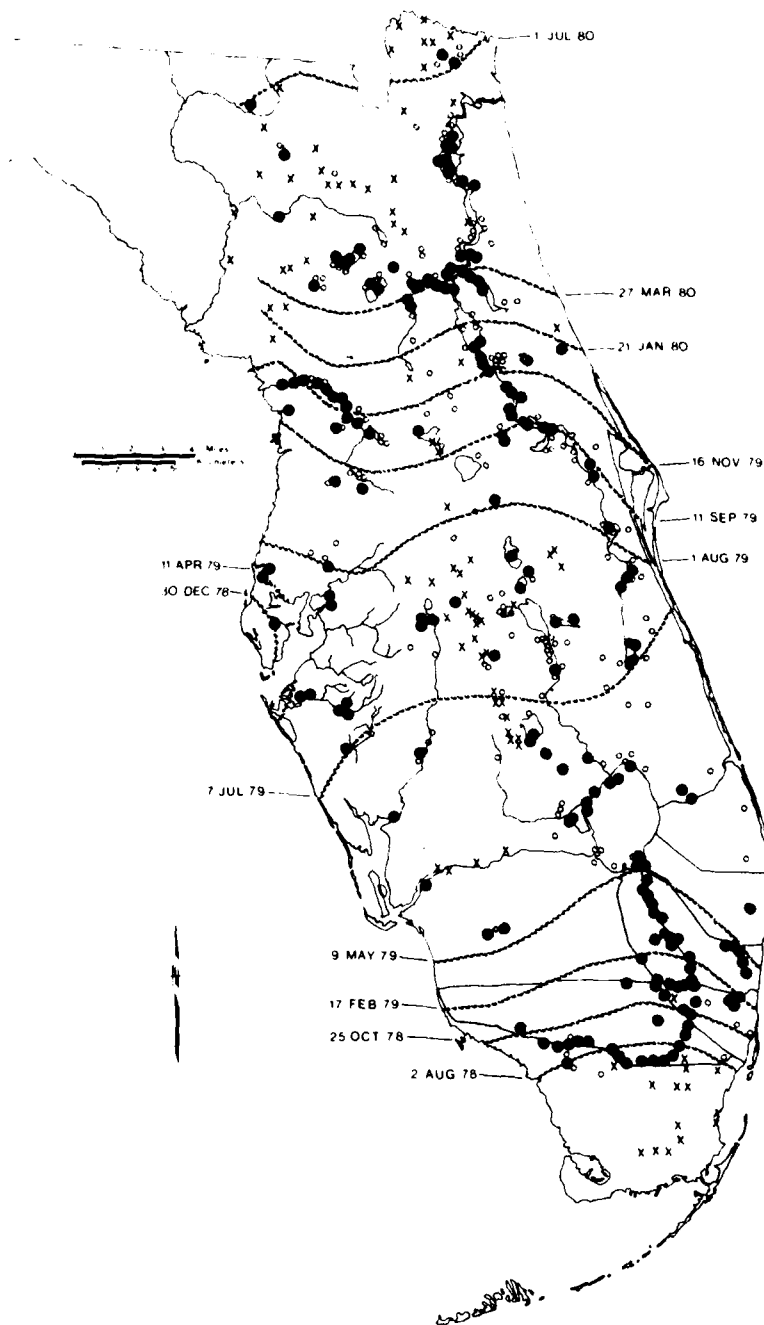 1 JUL 80
27 MAR 80
21 JAN 80
Miles
16 NOV 79
11 SEP 79
1 AUG 79
11 APR 79
30 DEC 78
7 JUL 79
9 MAY 79
17 FEB 79
25 OCT 78
2 AUG 78